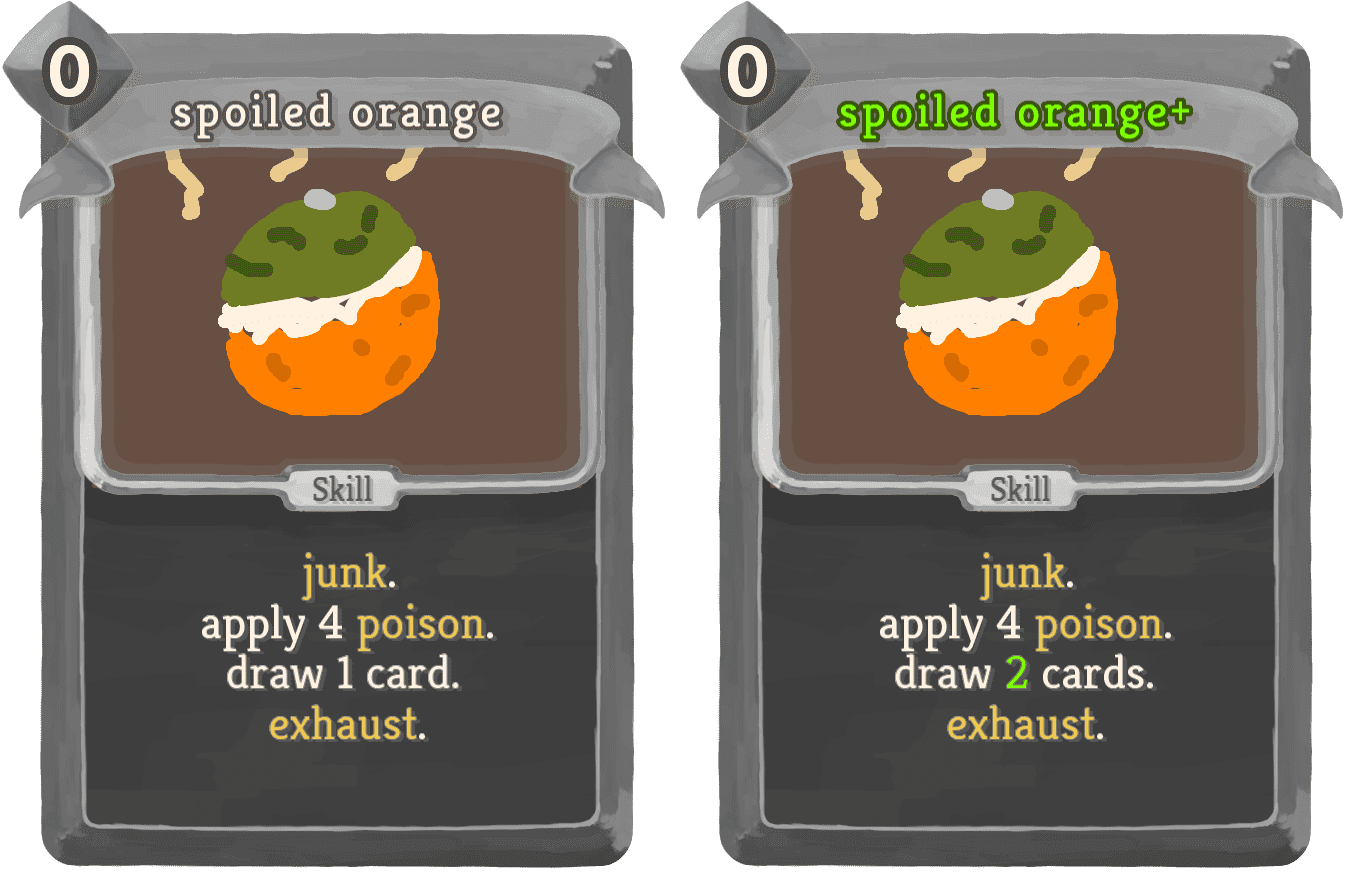 0
spoiled orange
Skill
junk.
apply 4 poison.
draw 1 card.
exhaust.
0
spoiled orange+
Skill
junk.
apply 4 poison.
draw 2 cards.
exhaust.